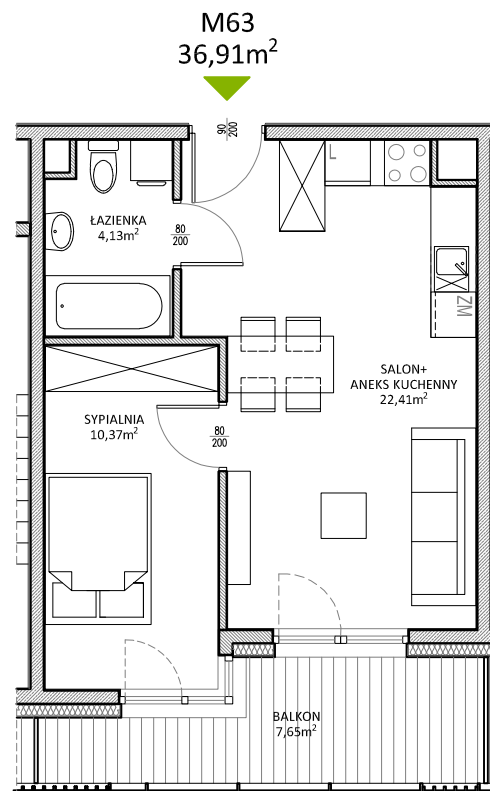 M63
36,91m²
90
200
L
ŁAZIENKA
4,13m²
80
200
ZM
SALON+
ANEKS KUCHENNY
22,41m²
SYPIALNIA
10,37m²
80
200
BALKON
7,65m²